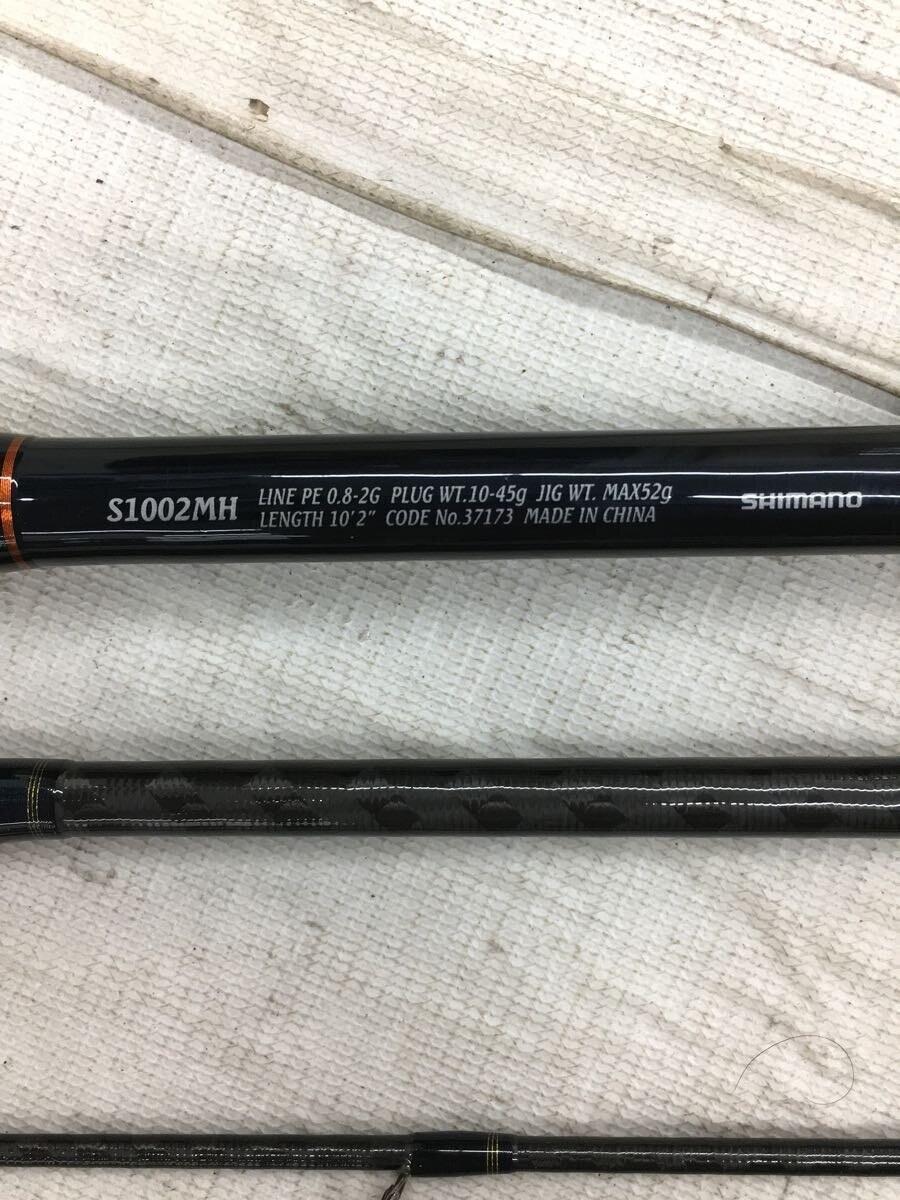 S1002MH
LINE PE 0.8-2G PLUG WT.10-45g JIG WT. MAX52g
LENGTH 10'2" CODE No.37173 MADE IN CHINA
SHIMANO